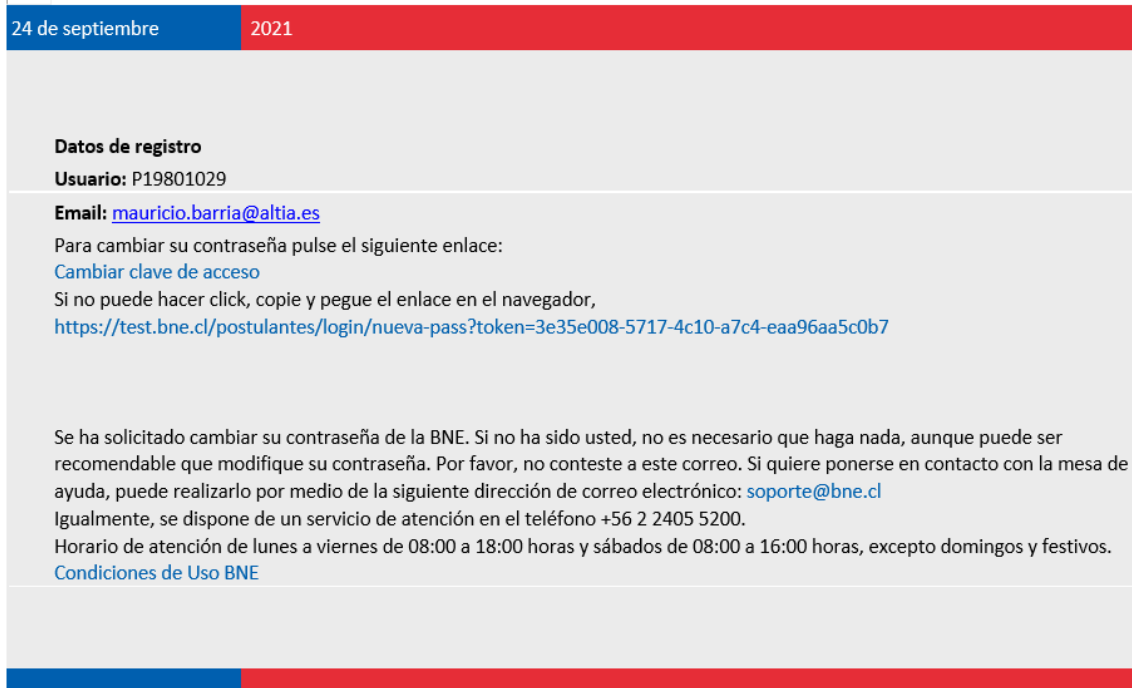 24 de septiembre 2021
Datos de registro
Usuario: P19801029
Email: mauricio.barria@altia.es
Para cambiar su contraseña pulse el siguiente enlace:
Cambiar clave de acceso
Si no puede hacer click, copie y pegue el enlace en el navegador,
https://test.bne.cl/postulantes/login/nueva-pass?token=3e35e008-5717-4c10-a7c4-eaa96aa5c0b7
Se ha solicitado cambiar su contraseña de la BNE. Si no ha sido usted, no es necesario que haga nada, aunque puede ser
recomendable que modifique su contraseña. Por favor, no conteste a este correo. Si quiere ponerse en contacto con la mesa de
ayuda, puede realizarlo por medio de la siguiente dirección de correo electrónico: soporte@bne.cl
Igualmente, se dispone de un servicio de atención en el teléfono +56 2 2405 5200.
Horario de atención de lunes a viernes de 08:00 a 18:00 horas y sábados de 08:00 a 16:00 horas, excepto domingos y festivos.
Condiciones de Uso BNE